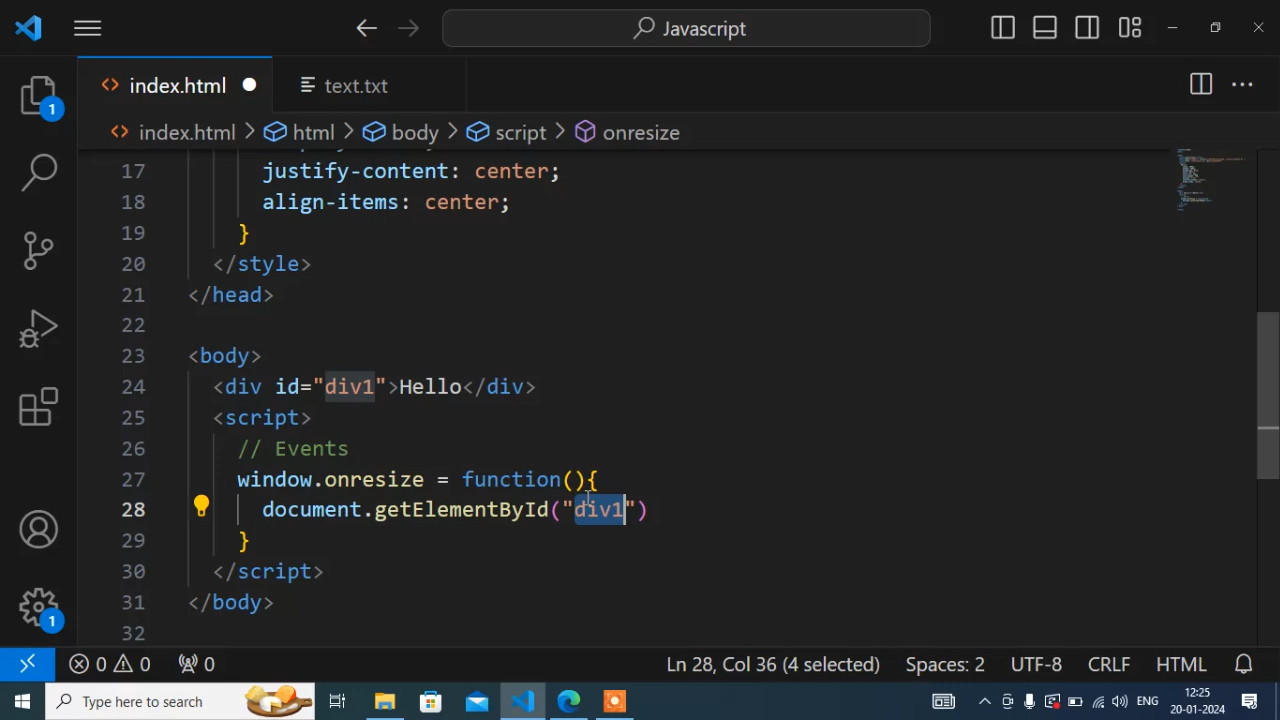 Javascript
index.html
text.txt
index.html > html > body > script > onresize
17 justify-content: center;
18 align-items: center;
19 }
20 </style>
21 </head>
22
23 <body>
24 <div id="div1">Hello</div>
25 <script>
26 // Events
27 window.onresize = function(){
28 document.getElementById("div1")
29 }
30 </script>
31 </body>
32
1
1
0 0 0
Ln 28, Col 36 (4 selected) Spaces: 2 UTF-8 CRLF HTML
Type here to search
ENG
12:25
20-01-2024